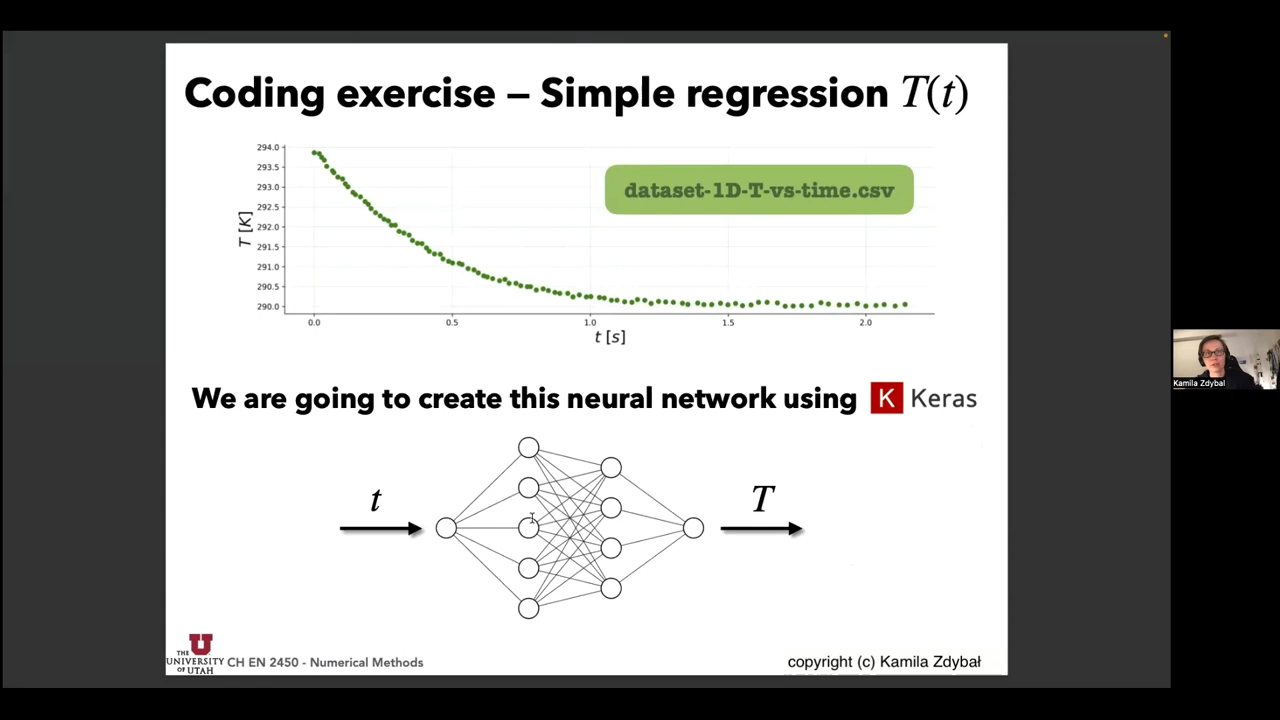 Coding exercise – Simple regression T(t)
294.0
293.5
293.0
292.5
292.0
291.5
291.0
290.5
290.0
T [K]
dataset-1D-T-vs-time.csv
0.0 0.5 1.0 1.5 2.0
t [s]
We are going to create this neural network using K Keras
t
T
Kamila Zdybal
U
THE
UNIVERSITY
OF UTAH
CH EN 2450 - Numerical Methods
copyright (c) Kamila Zdybał